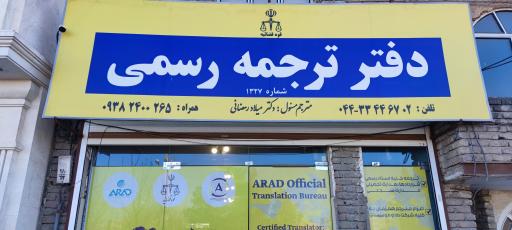 قوه قضائیه
دفتر ترجمه رسمی
شماره ۱۳۲۷
مترجم مسئول : دکتر میلاد رمضانی
تلفن : ۰۴۴-۳۳ ۴۴ ۶۷ ۰۲
همراه : ۰۹۳۸ ۲۴۰۰ ۲۶۵
ARAD
A
ARAD Official
Translation Bureau
Certified Translator: